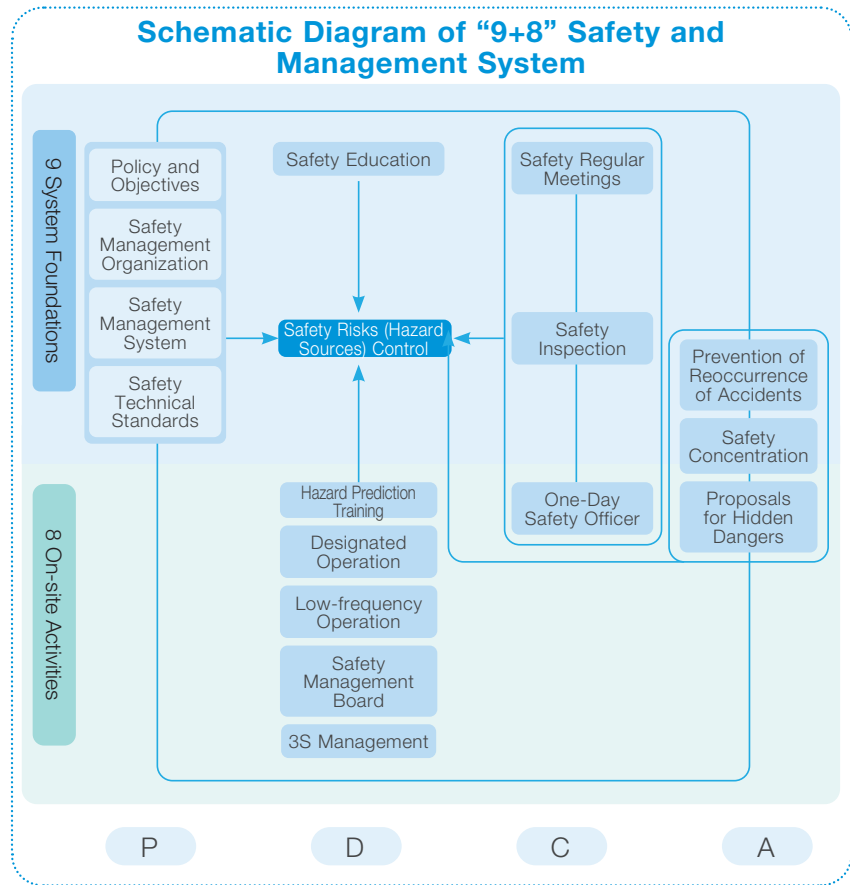 Schematic Diagram of “9+8” Safety and
Management System
9 System Foundations
Policy and
Objectives
Safety
Management
Organization
Safety
Management
System
Safety
Technical
Standards
Safety Education
Safety Risks (Hazard
Sources) Control
Safety Regular
Meetings
Safety
Inspection
Prevention of
Reoccurrence
of Accidents
Safety
Concentration
8 On-site Activities
Hazard Prediction
Training
Designated
Operation
Low-frequency
Operation
Safety
Management
Board
3S Management
One-Day
Safety Officer
Proposals
for Hidden
Dangers
P
D
C
A